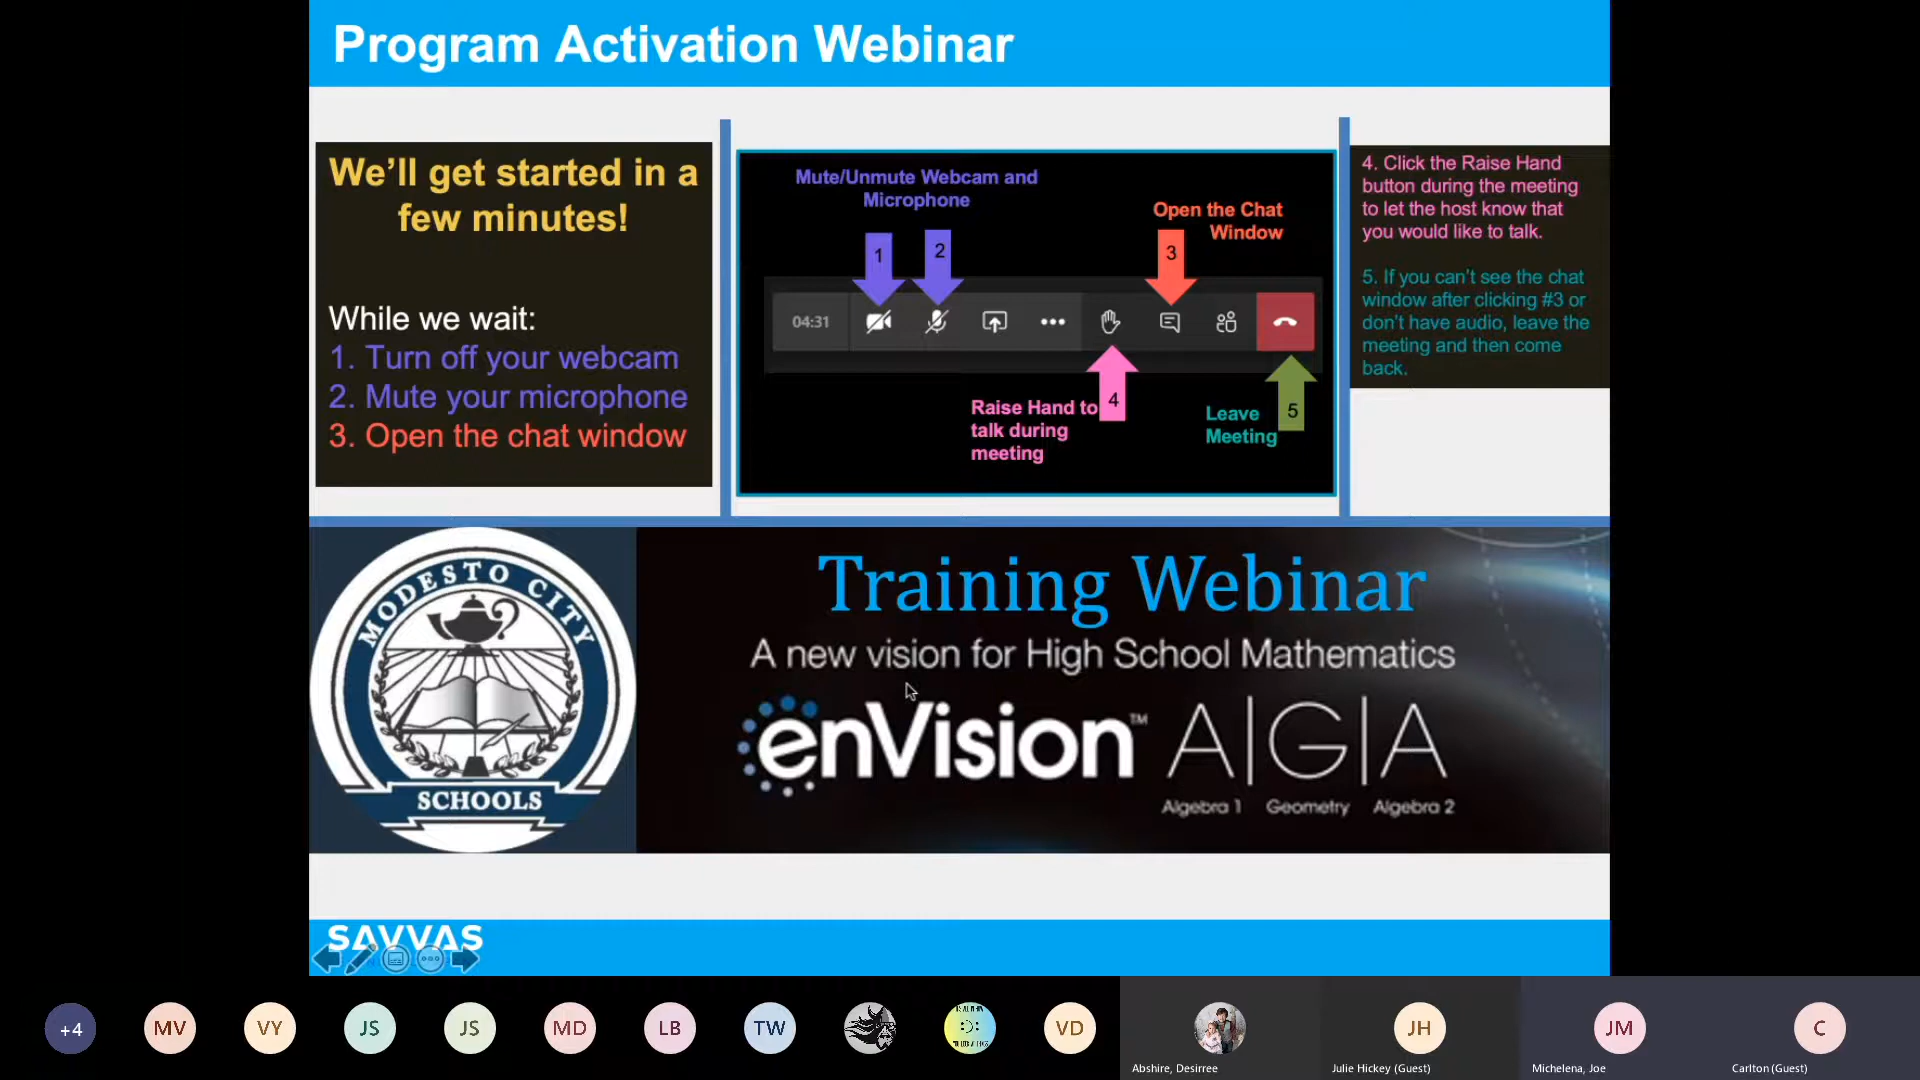 Program Activation Webinar
We’ll get started in a
few minutes!
While we wait:
1. Turn off your webcam
2. Mute your microphone
3. Open the chat window
Mute/Unmute Webcam and
Microphone
Open the Chat
Window
1
2
3
04:31
Raise Hand to
talk during
meeting
4
Leave
Meeting
5
4. Click the Raise Hand
button during the meeting
to let the host know that
you would like to talk.
5. If you can’t see the chat
window after clicking #3 or
don’t have audio, leave the
meeting and then come
back.
MODESTO CITY
SCHOOLS
Training Webinar
A new vision for High School Mathematics
enVision™ A|G|A
Algebra 1 Geometry Algebra 2
SAVVAS
+4
MV
VY
JS
JS
MD
LB
TW
VD
JH
JM
C
Abshire, Desirree
Julie Hickey (Guest)
Michelena, Joe
Carlton (Guest)